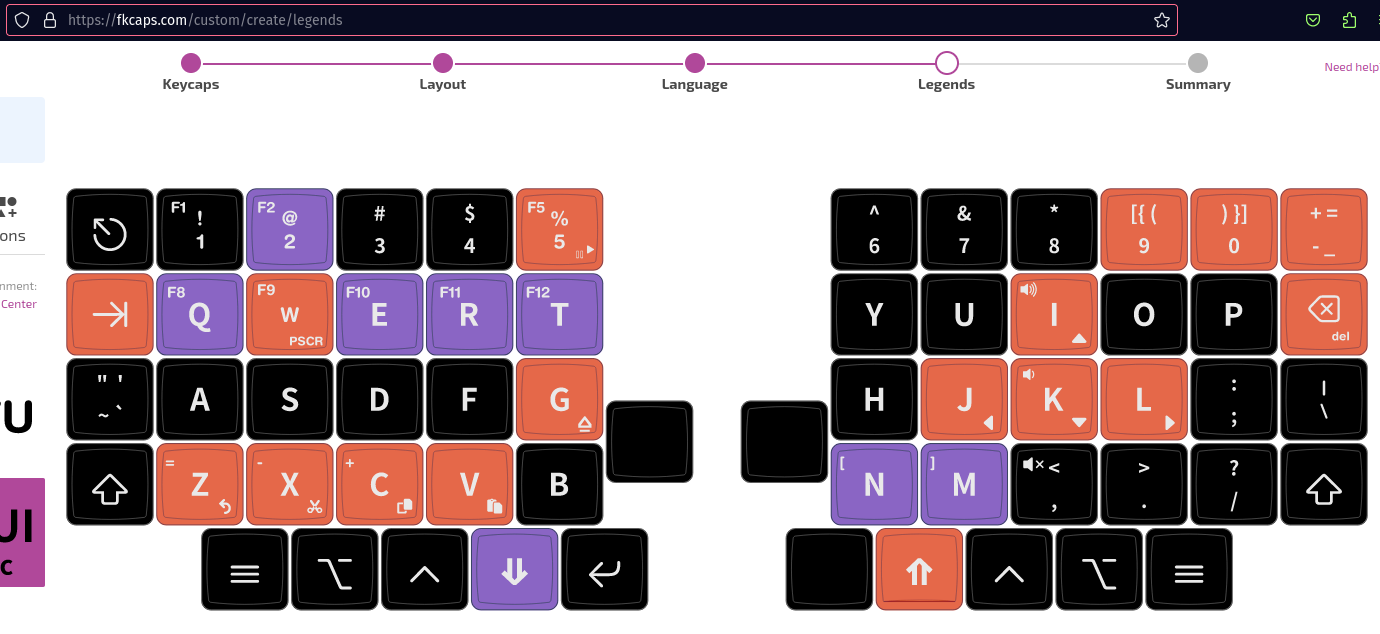 https://fkcaps.com/custom/create/legends
Keycaps Layout Language Legends Summary
Need help?
ons
nment:
Center
TU
UI
C
F1 ! 1
F2 @ 2
# 3
$ 4
F5 % 5
^ 6
& 7
* 8
[{ ( 9
) }] 0
+ = - _
F8 Q
F9 W PSCR
F10 E
F11 R
F12 T
Y
U
I
O
P
del
" ' ~ `
A
S
D
F
G
H
J
K
L
: ;
| \
= Z
- X
+ C
V
B
[ N
] M
< ,
> .
? /